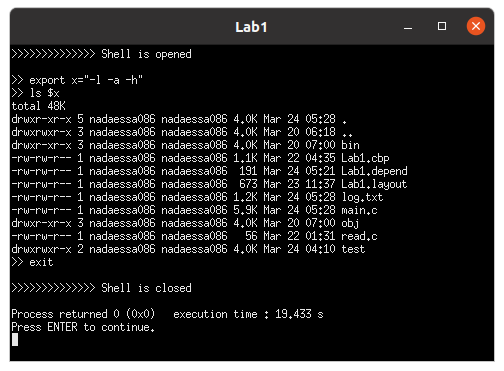 Lab1
>>>>>>>>>>>>>> Shell is opened
>> export x="-l -a -h"
>> ls $x
total 48K
drwxr-xr-x 5 nadaessa086 nadaessa086 4.0K Mar 24 05:28 .
drwxr-xr-x 3 nadaessa086 nadaessa086 4.0K Mar 20 06:18 ..
drwxrwxr-x 3 nadaessa086 nadaessa086 4.0K Mar 20 07:00 bin
-rw-rw-r-- 1 nadaessa086 nadaessa086 1.1K Mar 22 04:35 Lab1.cbp
-rw-rw-r-- 1 nadaessa086 nadaessa086  191 Mar 24 05:21 Lab1.depend
-rw-rw-r-- 1 nadaessa086 nadaessa086  673 Mar 23 11:37 Lab1.layout
-rw-rw-r-- 1 nadaessa086 nadaessa086 1.2K Mar 24 05:28 log.txt
-rw-rw-r-- 1 nadaessa086 nadaessa086 5.9K Mar 24 05:28 main.c
drwxr-xr-x 3 nadaessa086 nadaessa086 4.0K Mar 20 07:00 obj
-rw-rw-r-- 1 nadaessa086 nadaessa086   56 Mar 22 01:31 read.c
drwxrwxr-x 2 nadaessa086 nadaessa086 4.0K Mar 24 04:10 test
>> exit
>>>>>>>>>>>>>> Shell is closed
Process returned 0 (0x0)   execution time : 19.433 s
Press ENTER to continue.